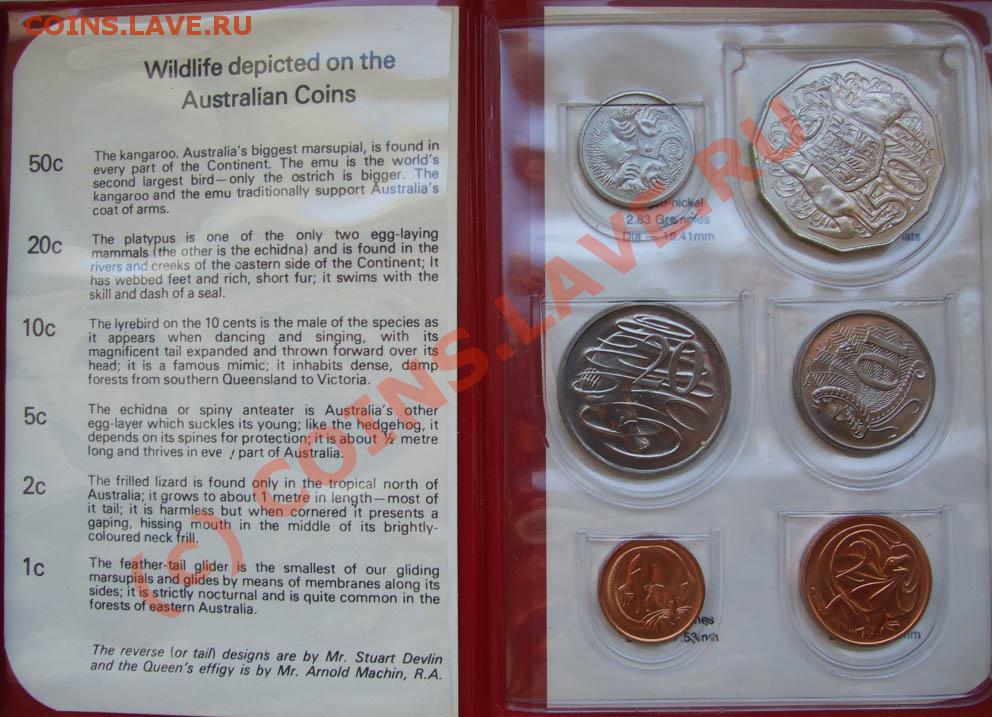 COINS.LAVE.RU
Wildlife depicted on the
Australian Coins
50c
The kangaroo. Australia's biggest marsupial, is found in
every part of the Continent. The emu is the world's
second largest bird—only the ostrich is bigger. The
kangaroo and the emu traditionally support Australia's
coat of arms.
20c
The platypus is one of the only two egg-laying
mammals (the other is the echidna) and is found in the
rivers and creeks of the eastern side of the Continent; It
has webbed feet and rich, short fur; it swims with the
skill and dash of a seal.
10c
The lyrebird on the 10 cents is the male of the species as
it appears when dancing and singing, with its
magnificent tail expanded and thrown forward over its
head; it is a famous mimic; it inhabits dense, damp
forests from southern Queensland to Victoria.
5c
The echidna or spiny anteater is Australia's other
egg-layer which suckles its young; like the hedgehog, it
depends on its spines for protection; it is about ½ metre
long and thrives in eve part of Australia.
2c
The frilled lizard is found only in the tropical north of
Australia; it grows to about 1 metre in length—most of
it tail; it is harmless but when cornered it presents a
gaping, hissing mouth in the middle of its brightly-
coloured neck frill.
1c
The feather-tail glider is the smallest of our gliding
marsupials and glides by means of membranes along its
sides; it is strictly nocturnal and is quite common in the
forests of eastern Australia.
The reverse (or tail) designs are by Mr. Stuart Devlin
and the Queen's effigy is by Mr. Arnold Machin, R.A.
5
50
nickel
2.83 Grammes
Dia — 19.41mm
20
10
1
2
(c) COINS.LAVE.RU